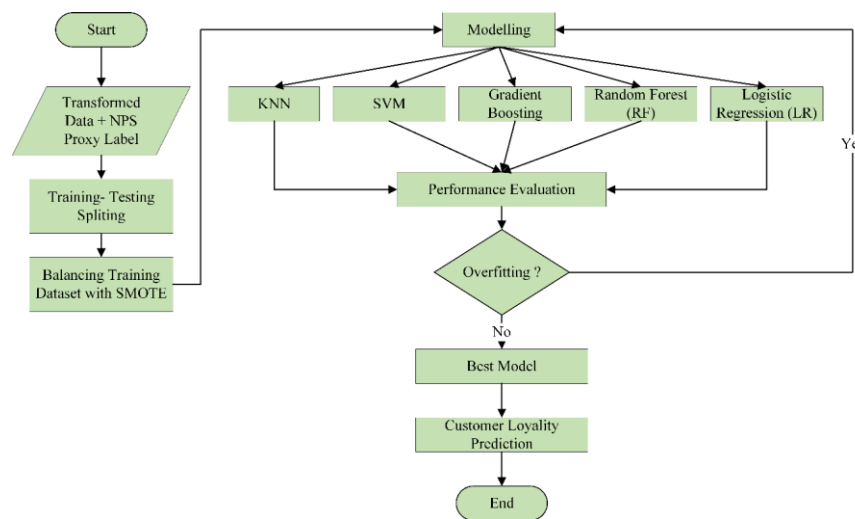 Start
Transformed
Data + NPS
Proxy Label
Training- Testing
Spliting
Balancing Training
Dataset with SMOTE
Modelling
KNN
SVM
Gradient
Boosting
Random Forest
(RF)
Logistic
Regression (LR)
Ye
Performance Evaluation
Overfitting ?
No
Best Model
Customer Loyality
Prediction
End